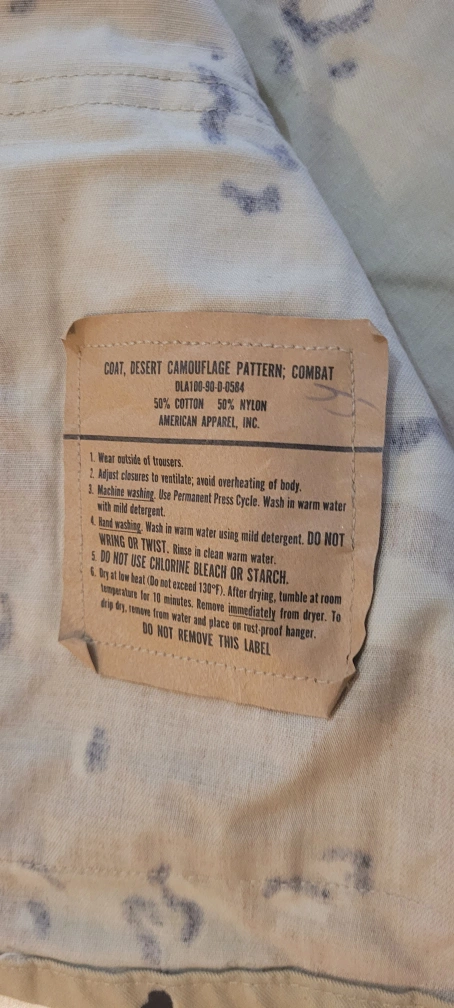 COAT, DESERT CAMOUFLAGE PATTERN; COMBAT
DLA100-90-D-0584
50% COTTON 50% NYLON
AMERICAN APPAREL, INC.
1. Wear outside of trousers.
2. Adjust closures to ventilate; avoid overheating of body.
3. Machine washing. Use Permanent Press Cycle. Wash in warm water
with mild detergent.
4. Hand washing. Wash in warm water using mild detergent. DO NOT
WRING OR TWIST. Rinse in clean warm water.
5. DO NOT USE CHLORINE BLEACH OR STARCH.
6. Dry at low heat (Do not exceed 130°F). After drying, tumble at room
temperature for 10 minutes. Remove immediately from dryer. To
drip dry, remove from water and place on rust-proof hanger.
DO NOT REMOVE THIS LABEL